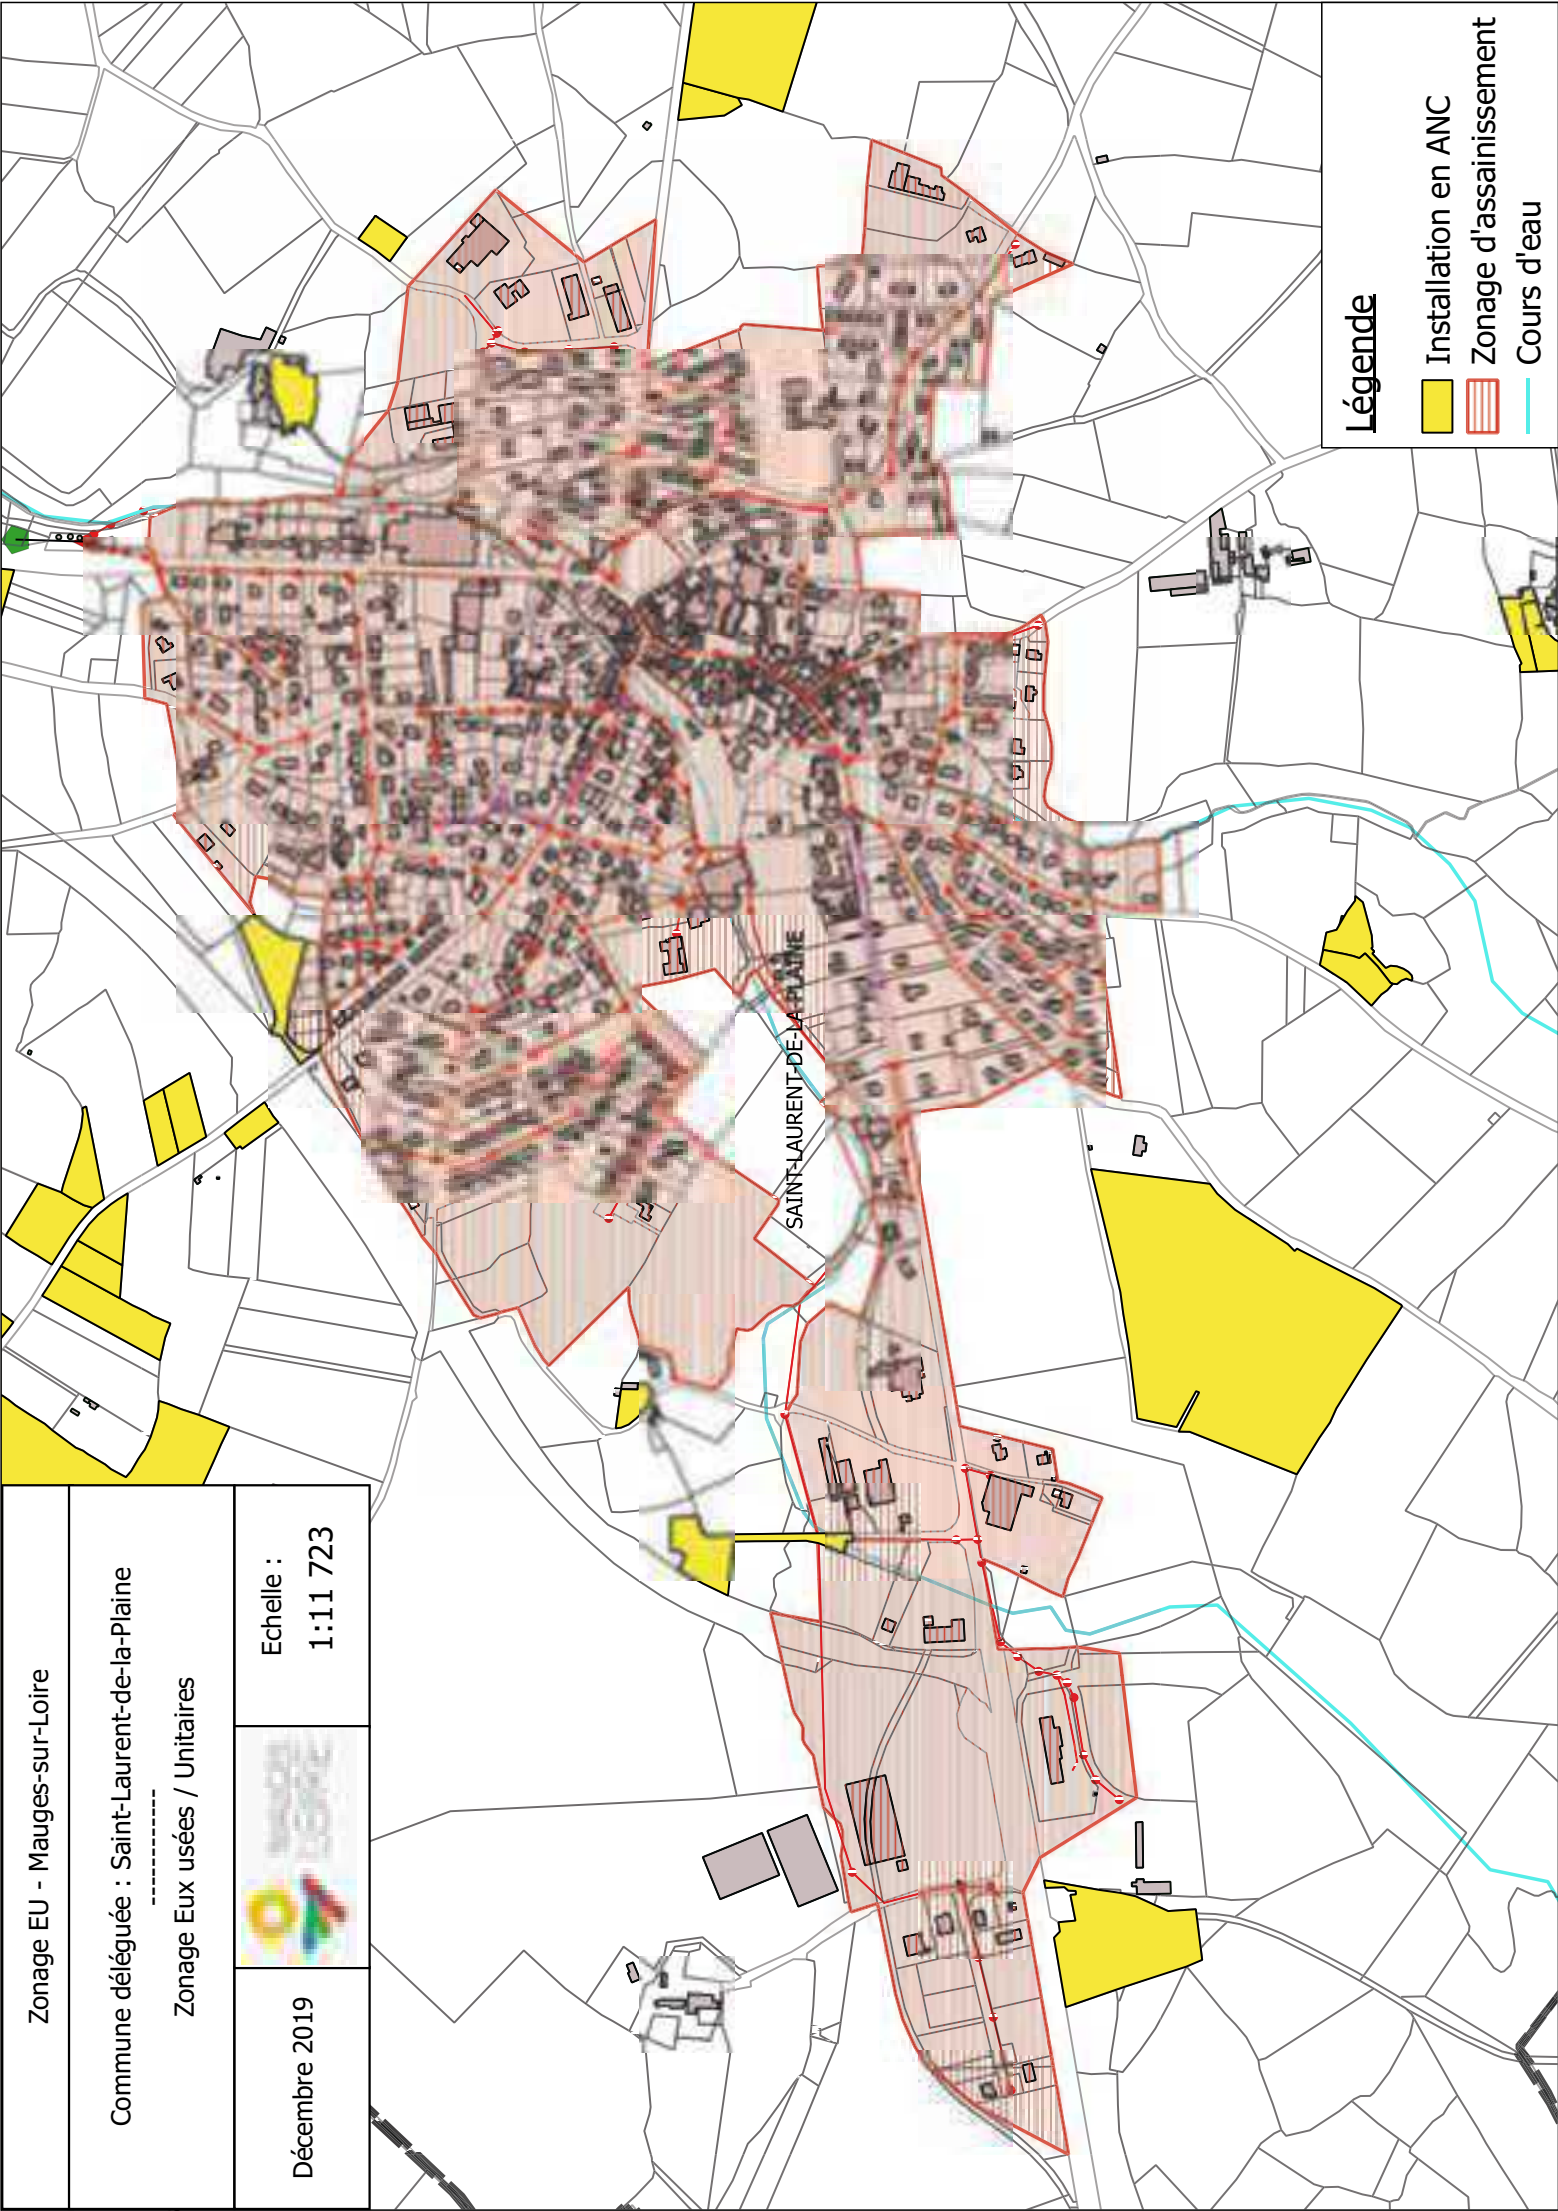 Zonage EU - Mauges-sur-Loire
Commune déléguée : Saint-Laurent-de-la-Plaine
------------
Zonage Eux usées / Unitaires
Décembre 2019
Echelle :
1:11 723
SAINT-LAURENT-DE-LA-PLAINE
Légende
Installation en ANC
Zonage d'assainissement
Cours d'eau